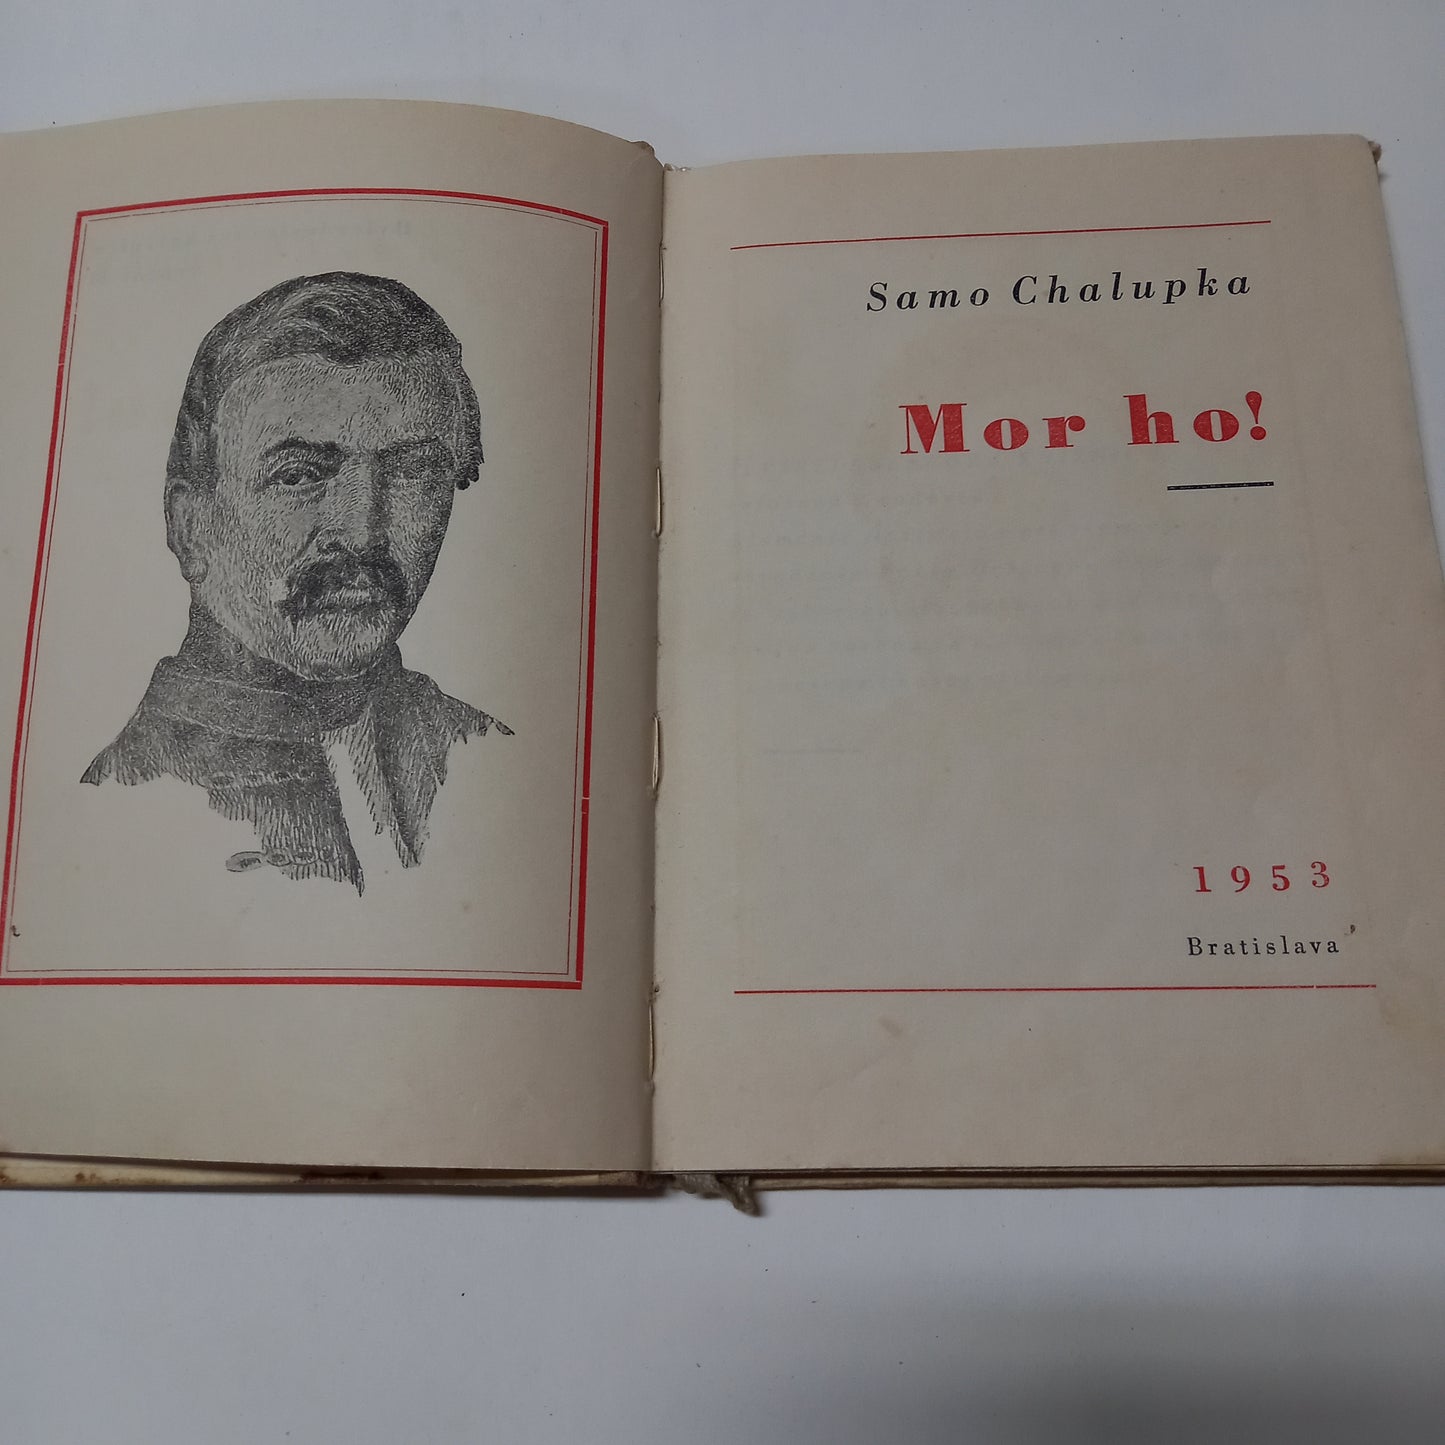 Samo Chalupka
Mor ho!
1953
Bratislava